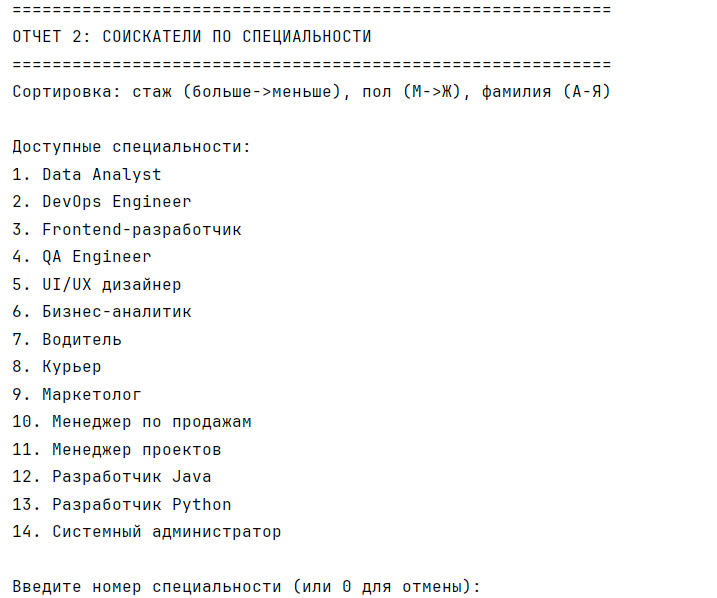 ============================================================
ОТЧЕТ 2: СОИСКАТЕЛИ ПО СПЕЦИАЛЬНОСТИ
============================================================
Сортировка: стаж (больше->меньше), пол (М->Ж), фамилия (А-Я)
Доступные специальности:
1. Data Analyst
2. DevOps Engineer
3. Frontend-разработчик
4. QA Engineer
5. UI/UX дизайнер
6. Бизнес-аналитик
7. Водитель
8. Курьер
9. Маркетолог
10. Менеджер по продажам
11. Менеджер проектов
12. Разработчик Java
13. Разработчик Python
14. Системный администратор
Введите номер специальности (или 0 для отмены):